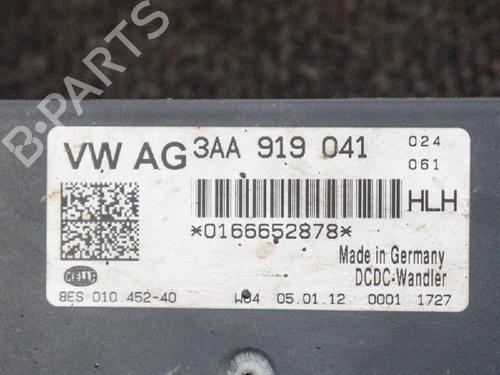 B-PARTS
VW AG 3AA 919 041 024
061
HLH
*0166652878*
Made in Germany
DCDC-Wandler
HELLA
8ES 010 452-40 W04 05.01.12 0001 1727